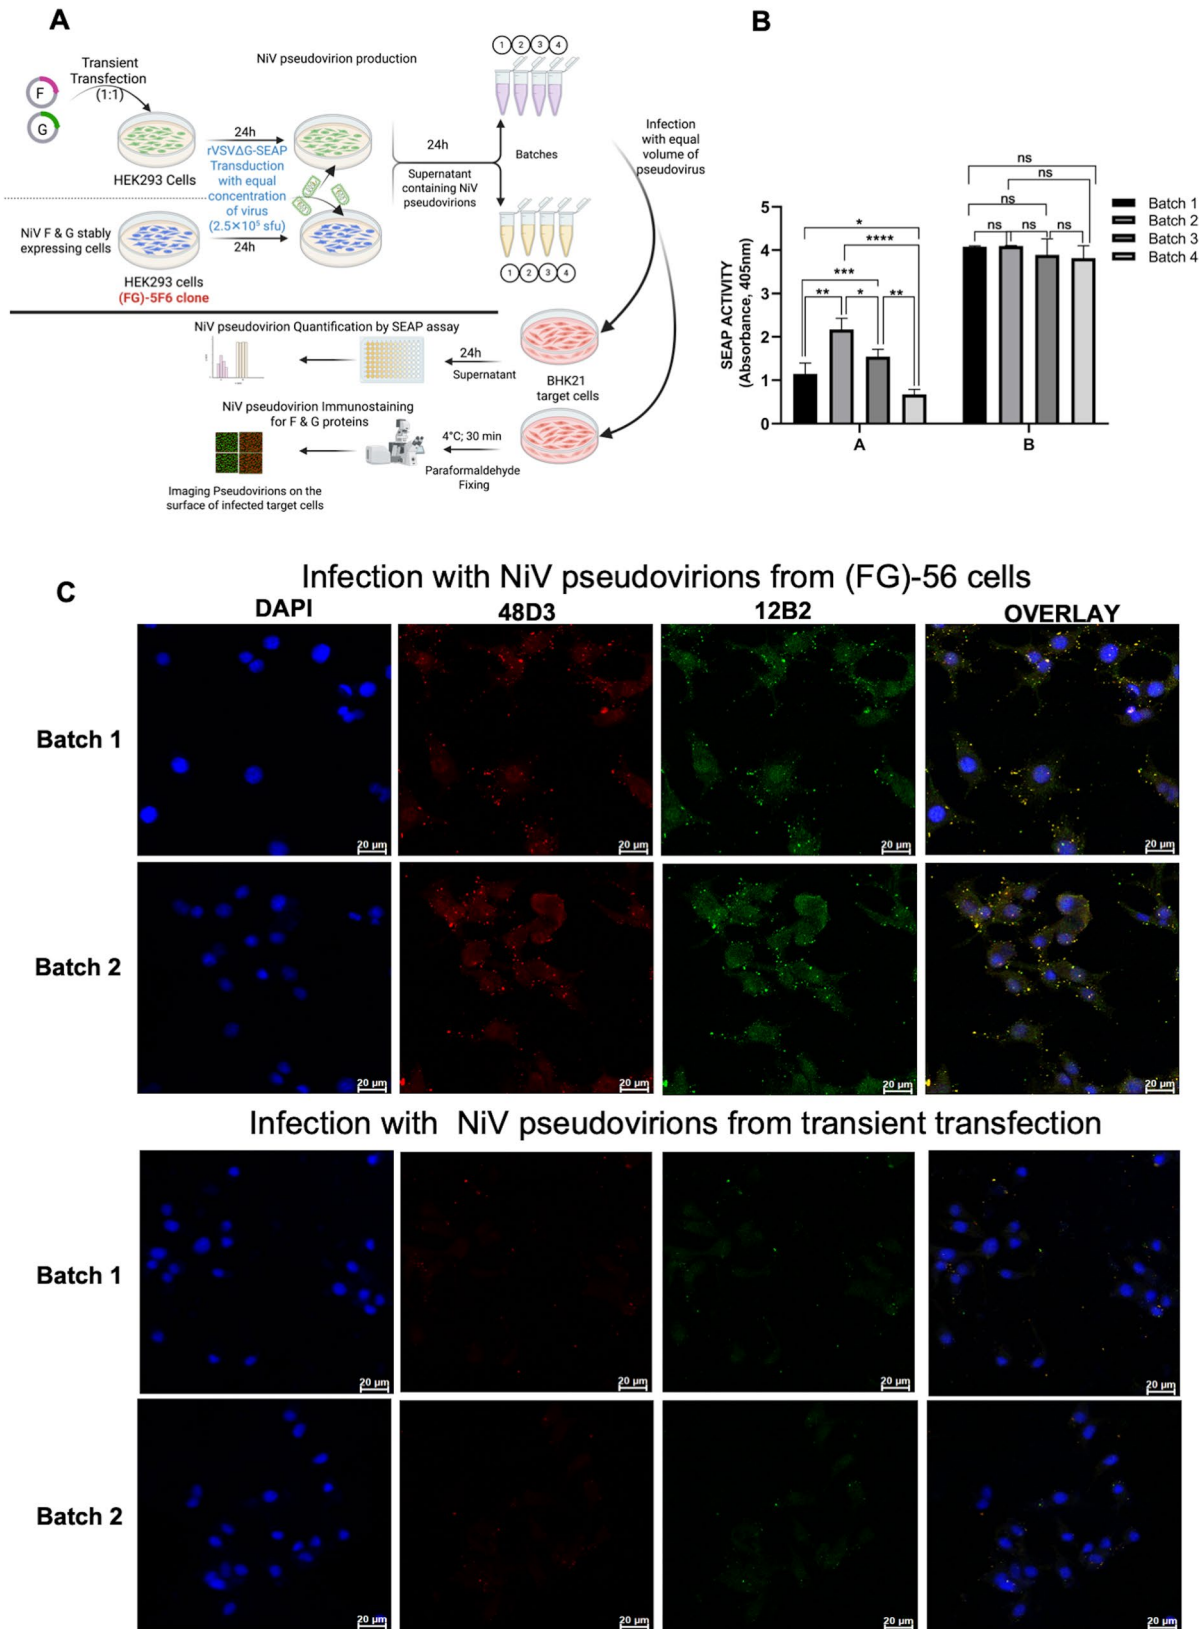 A
F
G
Transient
Transfection
(1:1)
HEK293 Cells
NiV pseudovirion production
24h
rVSVΔG-SEAP
Transduction
with equal
concentration
of virus
(2.5×10⁵ sfu)
24h
NiV F & G stably
expressing cells
HEK293 cells
(FG)-5F6 clone
24h
Supernatant
containing NiV
pseudovirions
1 2 3 4
Batches
1 2 3 4
Infection
with equal
volume of
pseudovirus
NiV pseudovirion Quantification by SEAP assay
24h
Supernatant
BHK21
target cells
NiV pseudovirion Immunostaining
for F & G proteins
4°C; 30 min
Paraformaldehyde
Fixing
Imaging Pseudovirions on the
surface of infected target cells
B
SEAP ACTIVITY
(Absorbance, 405nm)
5
4
3
2
1
0
*
****
***
** * **
ns
ns
ns
ns ns ns
A B
Batch 1
Batch 2
Batch 3
Batch 4
C
Infection with NiV pseudovirions from (FG)-56 cells
DAPI 48D3 12B2 OVERLAY
Batch 1
20 µm 20 µm 20 µm 20 µm
Batch 2
20 µm 20 µm 20 µm 20 µm
Infection with NiV pseudovirions from transient transfection
Batch 1
20 µm 20 µm 20 µm 20 µm
Batch 2
20 µm 20 µm 20 µm 20 µm